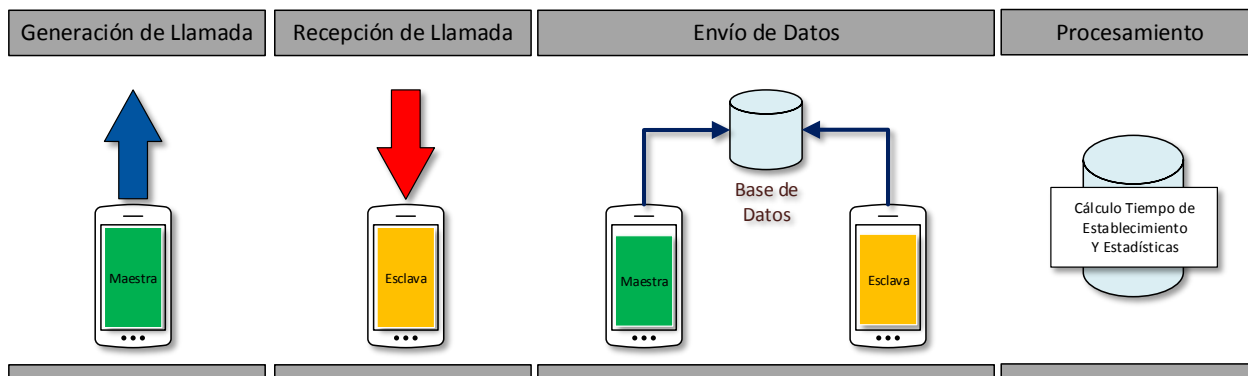 Generación de Llamada
Recepción de Llamada
Envío de Datos
Procesamiento
Maestra
Esclava
Base de
Datos
Maestra
Esclava
Cálculo Tiempo de
Establecimiento
Y Estadísticas